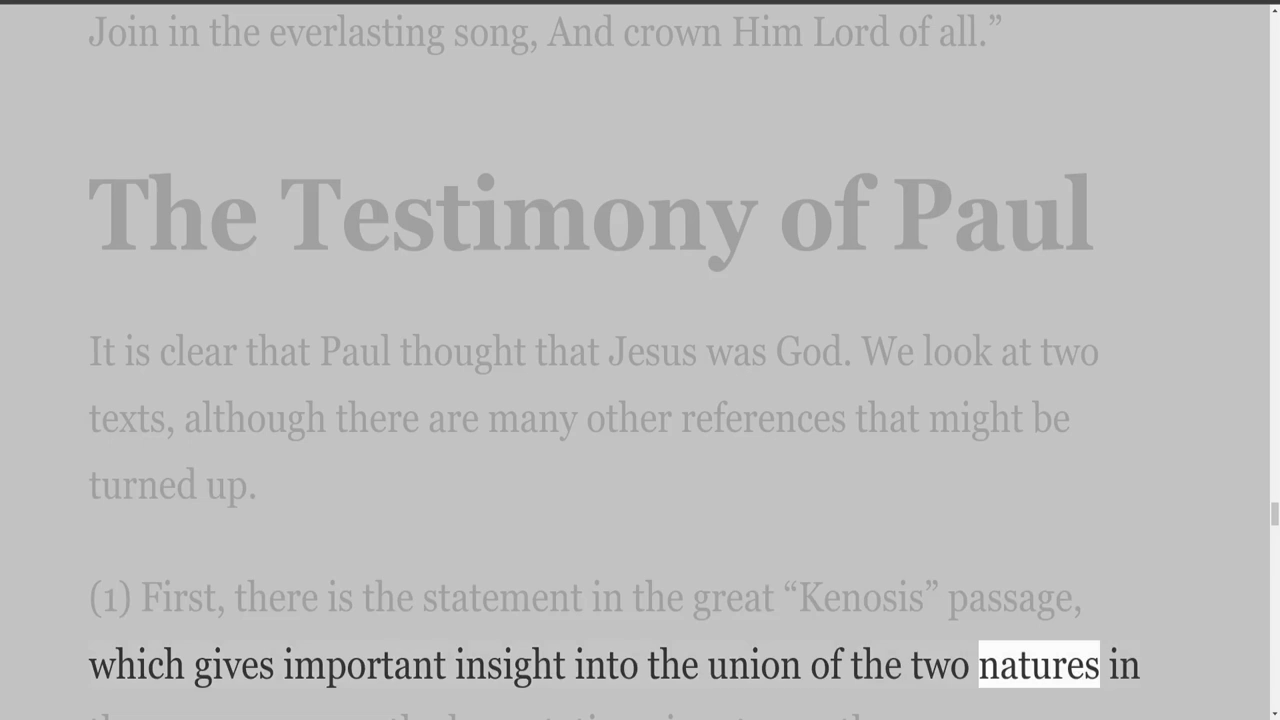 Join in the everlasting song, And crown Him Lord of all.”
The Testimony of Paul
It is clear that Paul thought that Jesus was God. We look at two
texts, although there are many other references that might be
turned up.
(1) First, there is the statement in the great “Kenosis” passage,
which gives important insight into the union of the two natures in